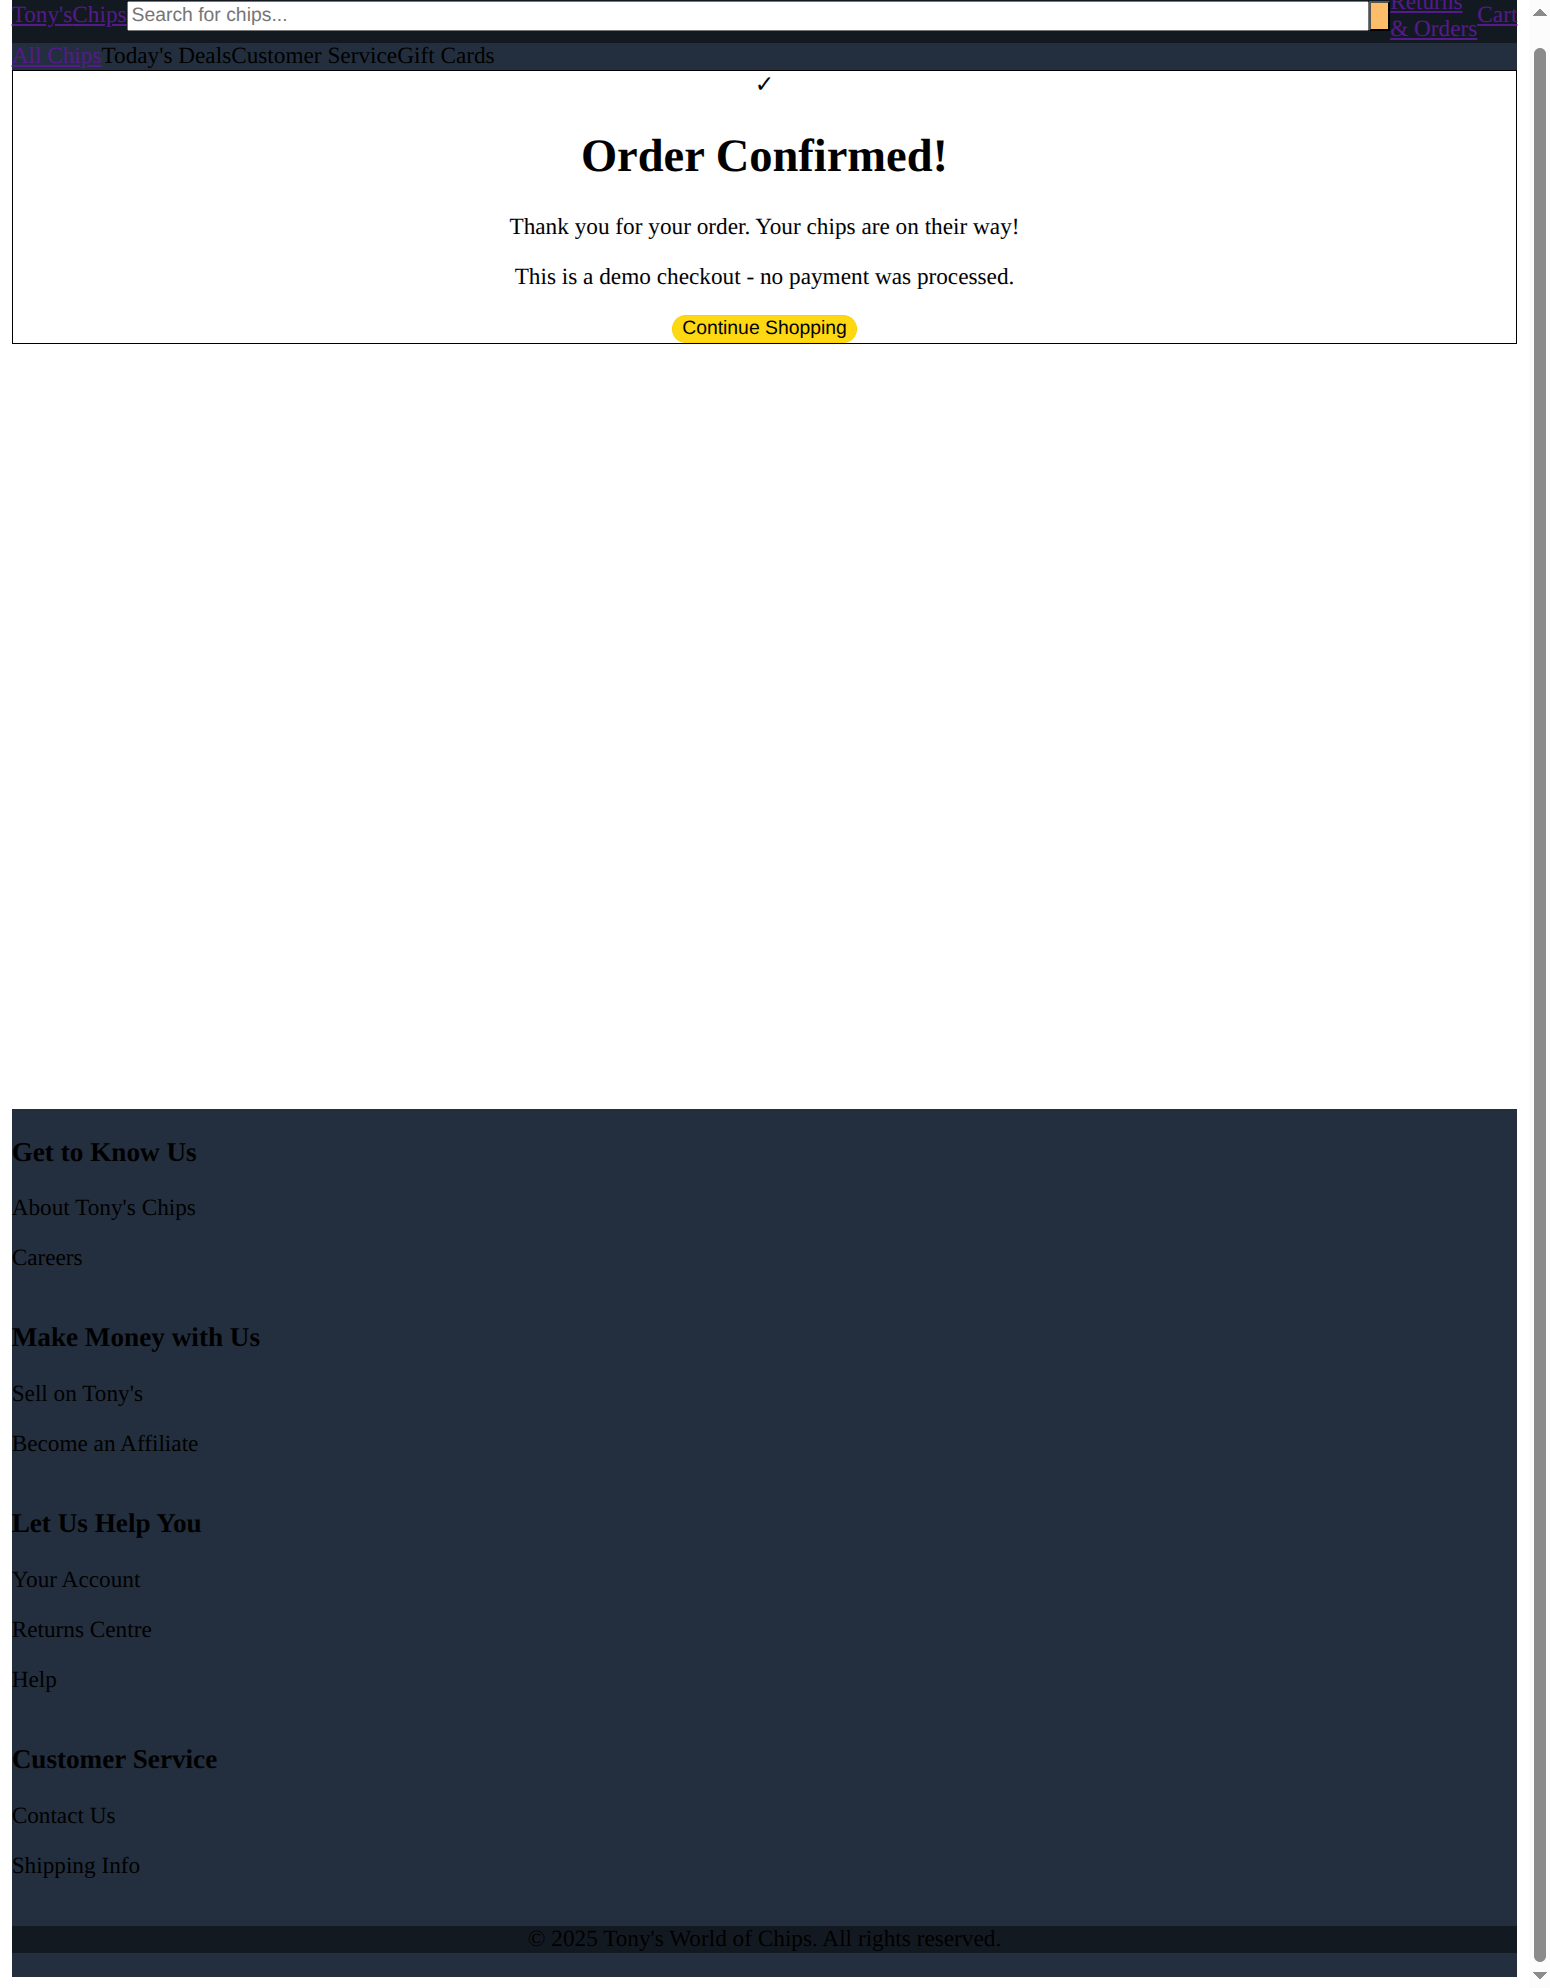 Tony'sChips Search for chips... Returns & Orders Cart
All Chips Today's Deals Customer Service Gift Cards
✓
Order Confirmed!
Thank you for your order. Your chips are on their way!
This is a demo checkout - no payment was processed.
Continue Shopping
Get to Know Us
About Tony's Chips
Careers
Make Money with Us
Sell on Tony's
Become an Affiliate
Let Us Help You
Your Account
Returns Centre
Help
Customer Service
Contact Us
Shipping Info
© 2025 Tony's World of Chips. All rights reserved.